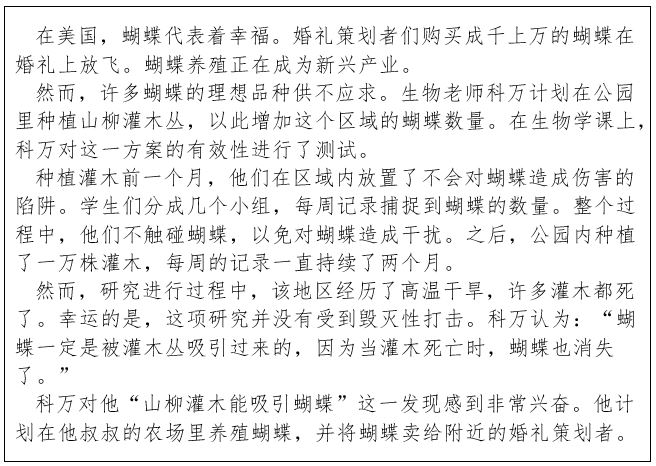 在美国，蝴蝶代表着幸福。婚礼策划者们购买成千上万的蝴蝶在
婚礼上放飞。蝴蝶养殖正在成为新兴产业。
然而，许多蝴蝶的理想品种供不应求。生物老师科万计划在公园
里种植山柳灌木丛，以此增加这个区域的蝴蝶数量。在生物学课上，
科万对这一方案的有效性进行了测试。
种植灌木前一个月，他们在区域内放置了不会对蝴蝶造成伤害的
陷阱。学生们分成几个小组，每周记录捕捉到蝴蝶的数量。整个过
程中，他们不触碰蝴蝶，以免对蝴蝶造成干扰。之后，公园内种植
了一万株灌木，每周的记录一直持续了两个月。
然而，研究进行过程中，该地区经历了高温干旱，许多灌木都死
了。幸运的是，这项研究并没有受到毁灭性打击。科万认为：“蝴
蝶一定是被灌木丛吸引过来的，因为当灌木死亡时，蝴蝶也消失
了。”
科万对他“山柳灌木能吸引蝴蝶”这一发现感到非常兴奋。他计
划在他叔叔的农场里养殖蝴蝶，并将蝴蝶卖给附近的婚礼策划者。